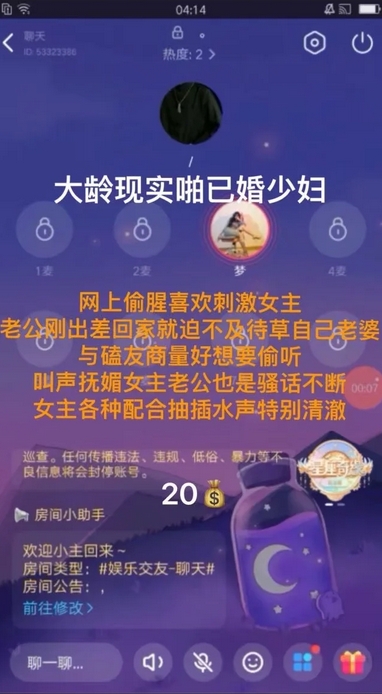 04:14
聊天
ID: 53323386
热度: 2 >
/
大龄现实啪已婚少妇
1麦
2麦
梦
4麦
网上偷腥喜欢刺激女主
老公刚出差回家就迫不及待草自己老婆
与磕友商量好想要偷听
叫声抚媚女主老公也是骚话不断
00:07
女主各种配合抽插水声特别清澈
巡查。任何传播违法、违规、低俗、暴力等不
良信息将会封停账号。
20💰
房间小助手
欢迎小主回来~
房间类型：#娱乐交友-聊天#
房间公告：,
前往修改>
聊一聊...